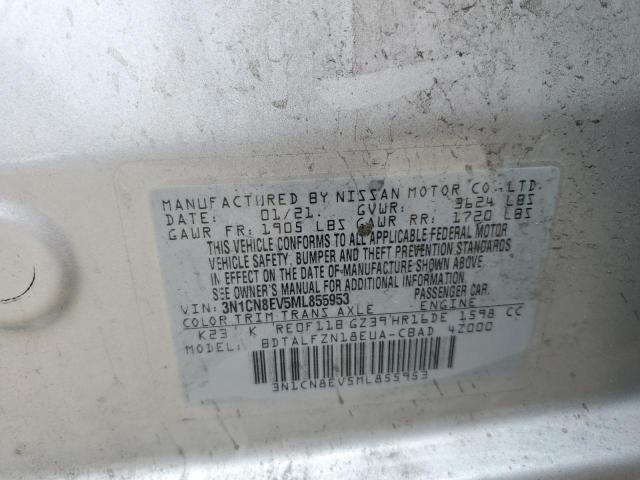 MANUFACTURED BY NISSAN MOTOR CO., LTD.
DATE: 01/21. GVWR: 3624 LBS
GAWR FR: 1905 LBS GAWR RR: 1720 LBS
THIS VEHICLE CONFORMS TO ALL APPLICABLE FEDERAL MOTOR
VEHICLE SAFETY, BUMPER AND THEFT PREVENTION STANDARDS
IN EFFECT ON THE DATE OF MANUFACTURE SHOWN ABOVE.
SEE OWNER'S MANUAL FOR ADDITIONAL INFORMATION
VIN: 3N1CN8EV5ML855953 PASSENGER CAR.
COLOR TRIM TRANS AXLE ENGINE
K23 K RE0F11B GZ39 HR16DE 1598 CC
MODEL: BDTALFZN18EUA-CBAD 4Z000
3N1CN8EV5ML855953